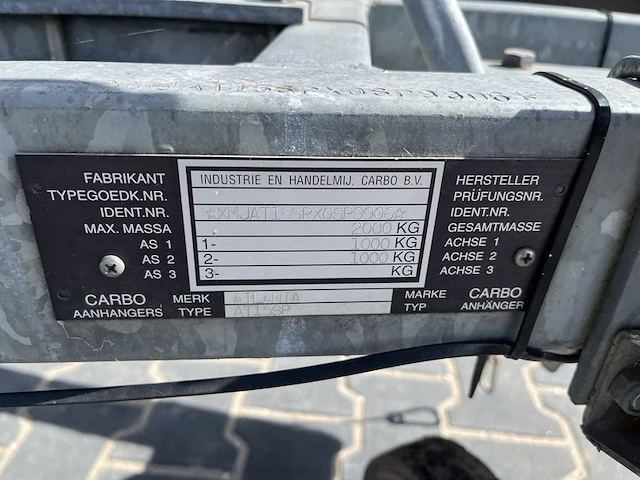 FABRIKANT INDUSTRIE EN HANDELMIJ. CARBO B.V. HERSTELLER
TYPEGOEDK.NR. PRÜFUNGSNR.
IDENT.NR. IDENT.NR.
MAX. MASSA 2000 KG GESAMTMASSE
AS 1 1- 1000 KG ACHSE 1
AS 2 2- 1000 KG ACHSE 2
AS 3 3- KG ACHSE 3
CARBO MERK ATLANTA MARKE CARBO
AANHANGERS TYPE AT15SP TYP ANHÄNGER